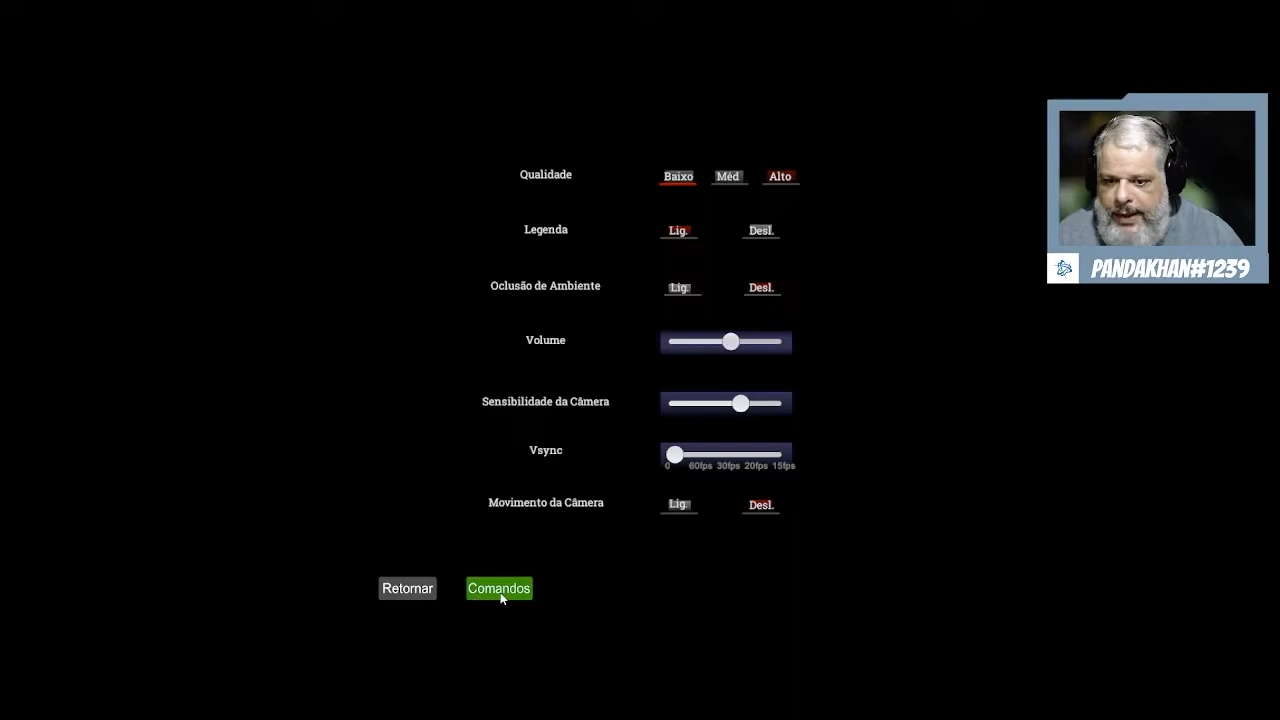 Qualidade Baixo Méd Alto
Legenda Lig. Desl.
Oclusão de Ambiente Lig. Desl.
Volume
Sensibilidade da Câmera
Vsync
0 60fps 30fps 20fps 15fps
Movimento da Câmera Lig. Desl.
Retornar Comandos
PANDAKHAN#1239